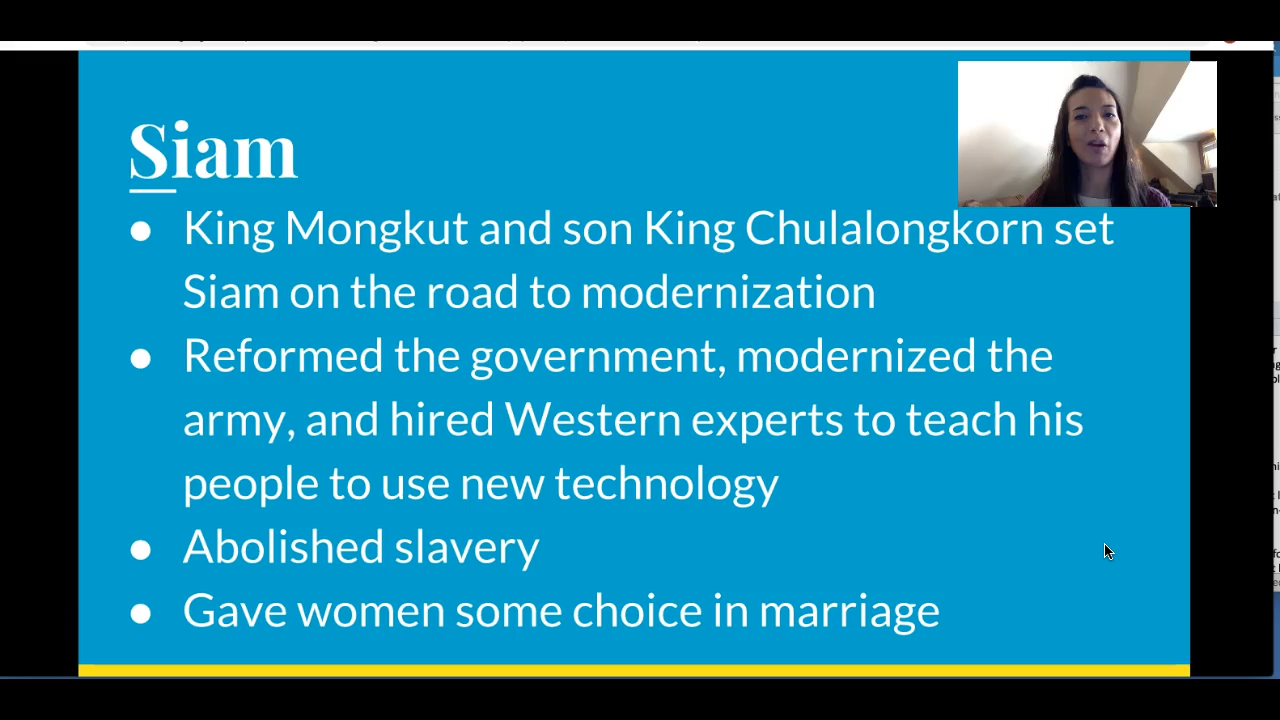 Siam
● King Mongkut and son King Chulalongkorn set
Siam on the road to modernization
● Reformed the government, modernized the
army, and hired Western experts to teach his
people to use new technology
● Abolished slavery
● Gave women some choice in marriage